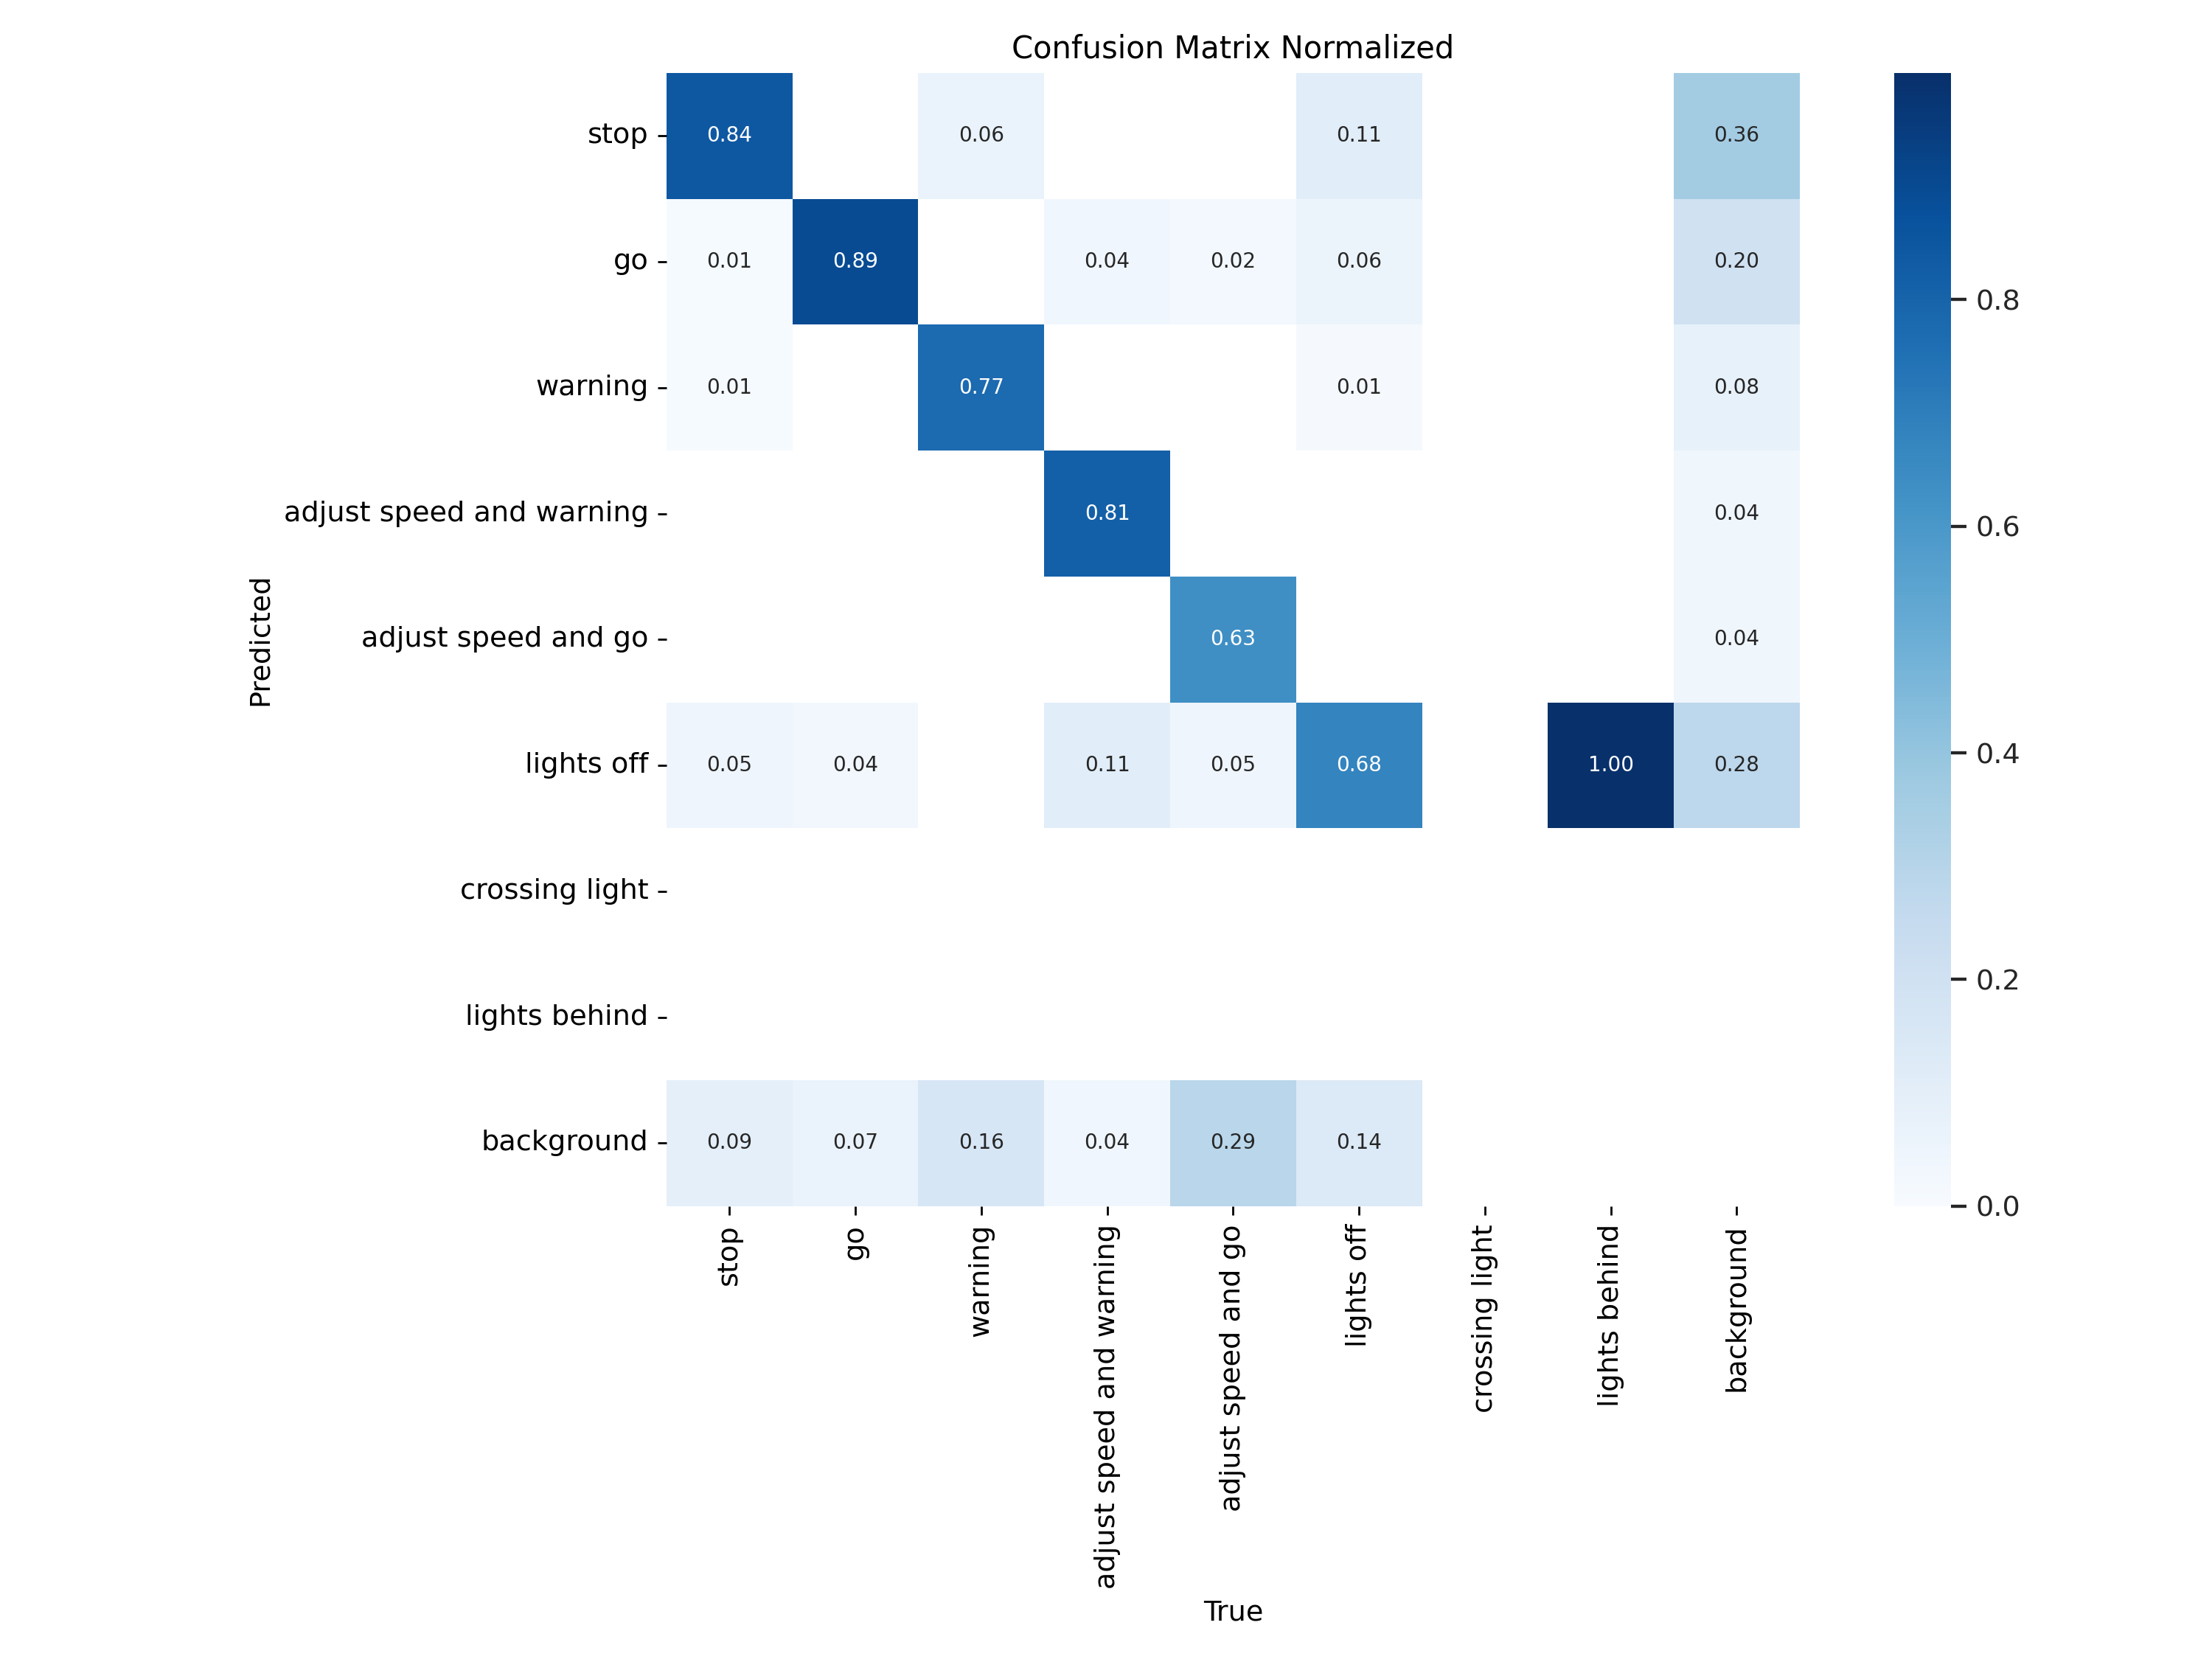 Confusion Matrix Normalized
stop 0.84 0.06 0.11 0.36
go 0.01 0.89 0.04 0.02 0.06 0.20
warning 0.01 0.77 0.01 0.08
adjust speed and warning 0.81 0.04
adjust speed and go 0.63 0.04
lights off 0.05 0.04 0.11 0.05 0.68 1.00 0.28
crossing light
lights behind
background 0.09 0.07 0.16 0.04 0.29 0.14
Predicted
stop
go
warning
adjust speed and warning
adjust speed and go
lights off
crossing light
lights behind
background
True
0.8
0.6
0.4
0.2
0.0